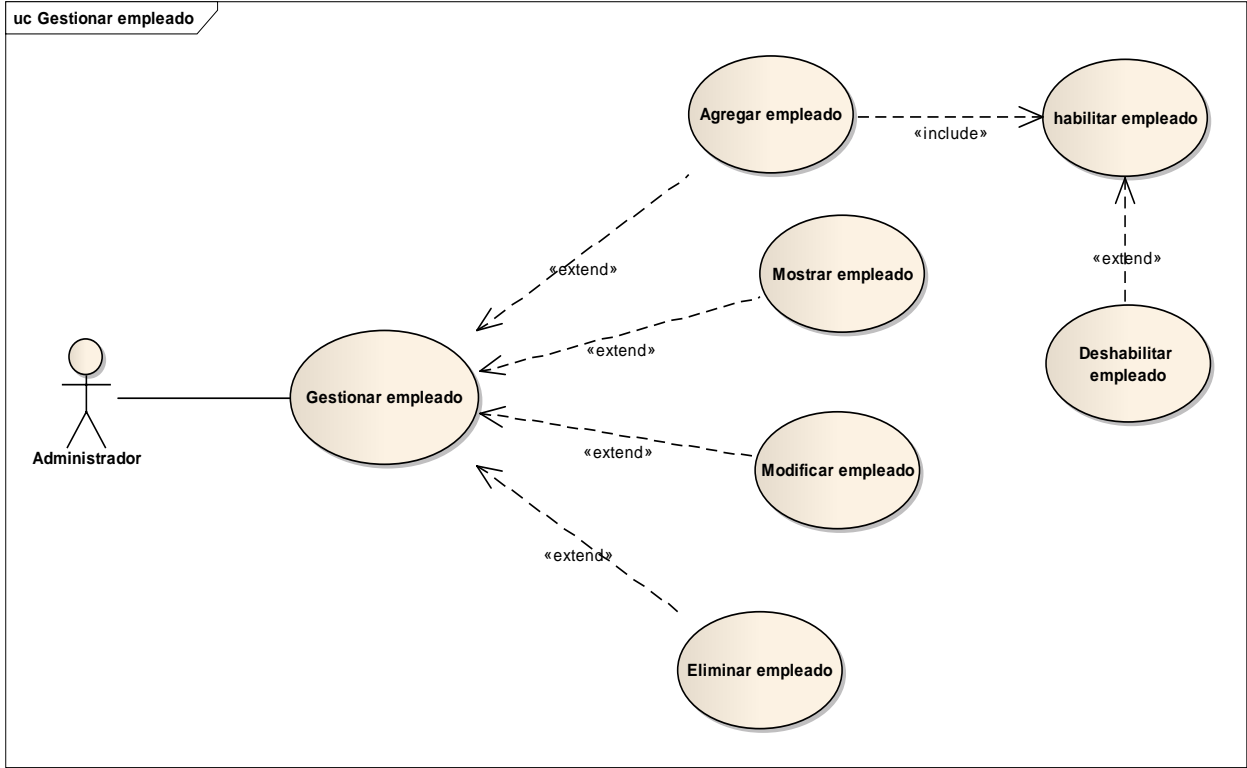 uc Gestionar empleado
Agregar empleado
«include»
habilitar empleado
«extend»
Mostrar empleado
«extend»
«extend»
Deshabilitar
empleado
Gestionar empleado
Administrador
«extend»
Modificar empleado
«extend»
Eliminar empleado